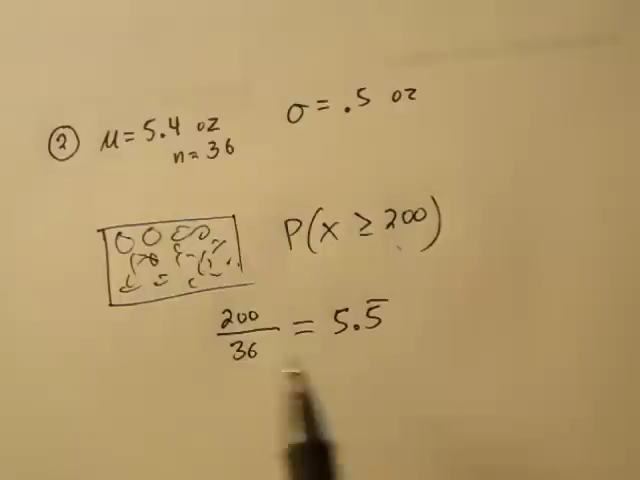 ② μ = 5.4 oz σ = .5 oz
n = 36
P(x ≥ 200)
200/36 = 5.5̅